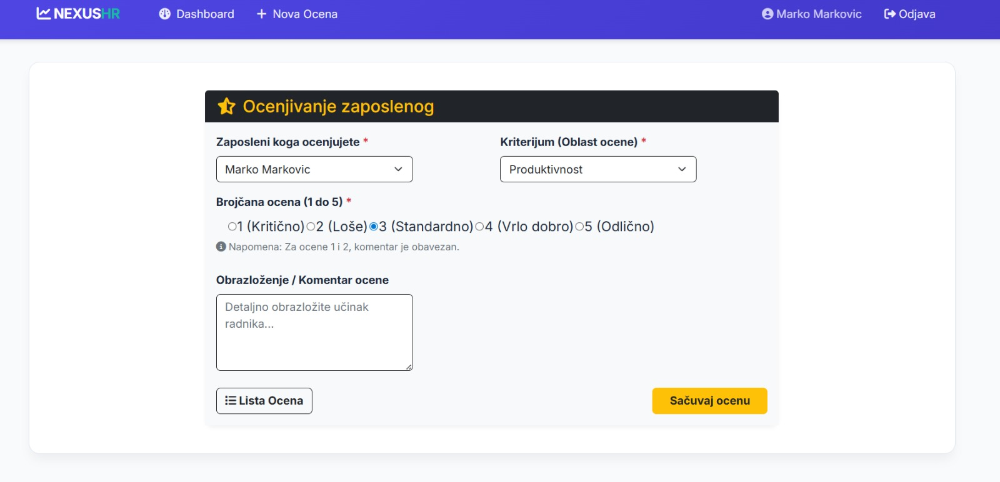 NEXUSHR Dashboard + Nova Ocena Marko Markovic Odjava
Ocenjivanje zaposlenog
Zaposleni koga ocenjujete * Kriterijum (Oblast ocene) *
Marko Markovic Produktivnost
Brojčana ocena (1 do 5) *
1 (Kritično) 2 (Loše) 3 (Standardno) 4 (Vrlo dobro) 5 (Odlično)
Napomena: Za ocene 1 i 2, komentar je obavezan.
Obrazloženje / Komentar ocene
Detaljno obrazložite učinak
radnika...
Lista Ocena Sačuvaj ocenu